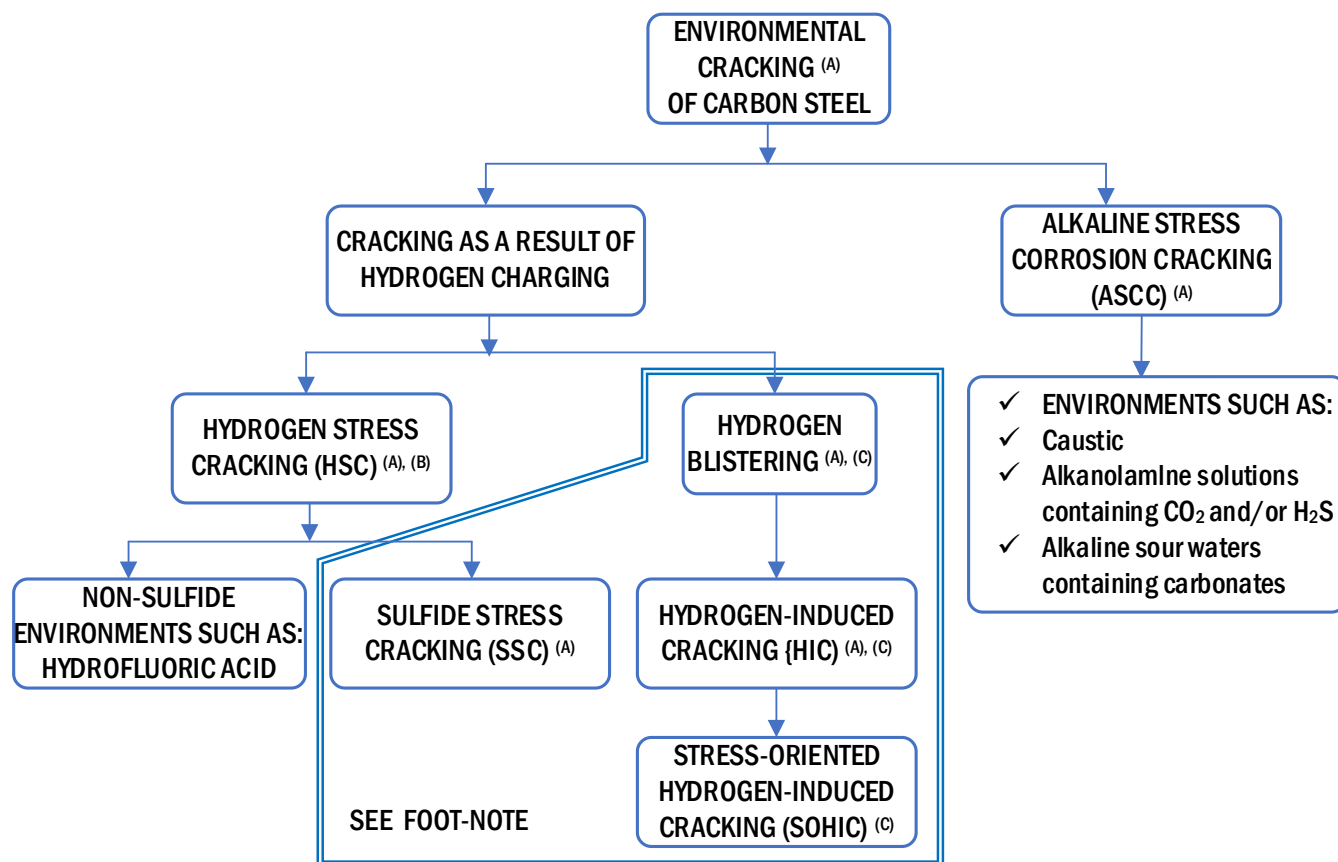 ENVIRONMENTAL
CRACKING (A)
OF CARBON STEEL
CRACKING AS A RESULT OF
HYDROGEN CHARGING
ALKALINE STRESS
CORROSION CRACKING
(ASCC) (A)
HYDROGEN STRESS
CRACKING (HSC) (A), (B)
HYDROGEN
BLISTERING (A), (C)
✓ ENVIRONMENTS SUCH AS:
✓ Caustic
✓ Alkanolamlne solutions
containing CO₂ and/or H₂S
✓ Alkaline sour waters
containing carbonates
NON-SULFIDE
ENVIRONMENTS SUCH AS:
HYDROFLUORIC ACID
SULFIDE STRESS
CRACKING (SSC) (A)
HYDROGEN-INDUCED
CRACKING {HIC) (A), (C)
STRESS-ORIENTED
HYDROGEN-INDUCED
CRACKING (SOHIC) (C)
SEE FOOT-NOTE